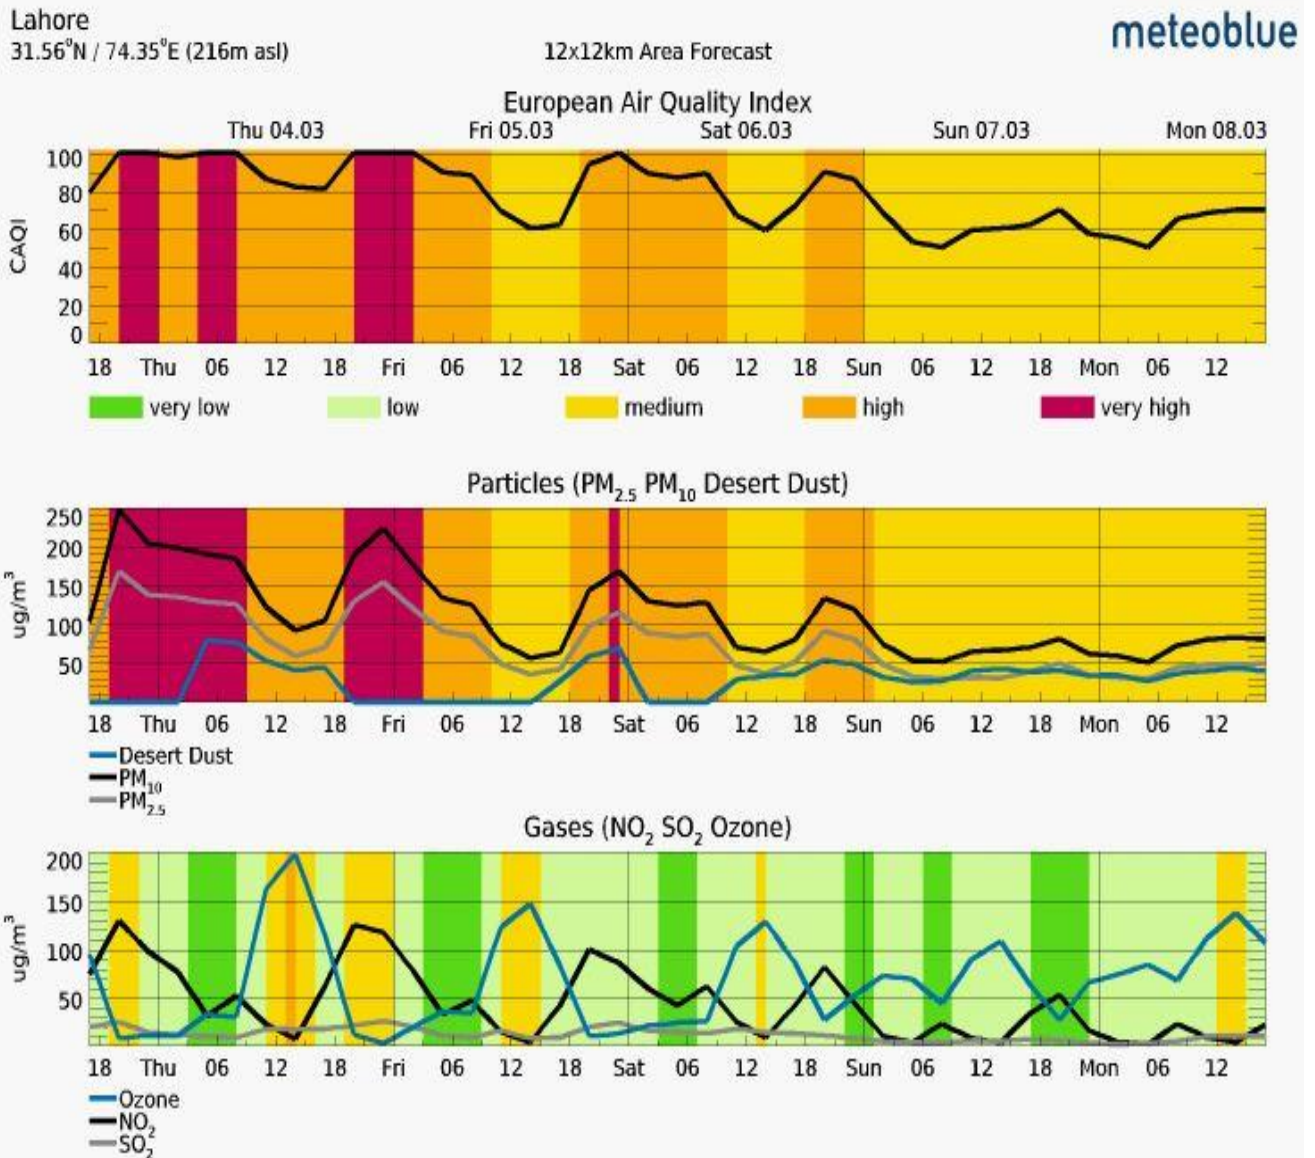 Lahore
meteoblue
31.56°N / 74.35°E (216m asl)
12x12km Area Forecast
European Air Quality Index
Thu 04.03 Fri 05.03 Sat 06.03 Sun 07.03 Mon 08.03
100
80
60
40
20
0
CAQI
18 Thu 06 12 18 Fri 06 12 18 Sat 06 12 18 Sun 06 12 18 Mon 06 12
very low low medium high very high
Particles (PM2.5 PM10 Desert Dust)
250
200
150
100
50
ug/m³
18 Thu 06 12 18 Fri 06 12 18 Sat 06 12 18 Sun 06 12 18 Mon 06 12
Desert Dust
PM10
PM2.5
Gases (NO2 SO2 Ozone)
200
150
100
50
ug/m³
18 Thu 06 12 18 Fri 06 12 18 Sat 06 12 18 Sun 06 12 18 Mon 06 12
Ozone
NO2
SO2